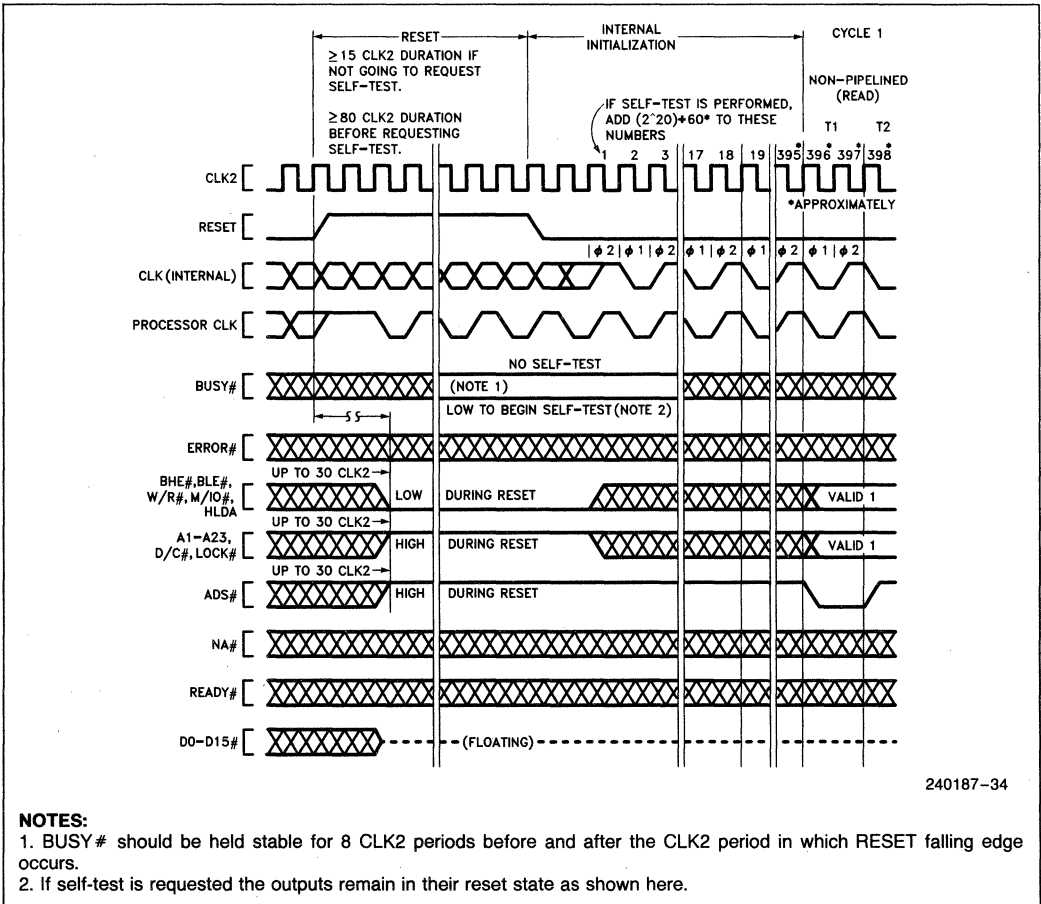 RESET
≥15 CLK2 DURATION IF
NOT GOING TO REQUEST
SELF-TEST.
≥80 CLK2 DURATION
BEFORE REQUESTING
SELF-TEST.
INTERNAL
INITIALIZATION
CYCLE 1
NON-PIPELINED
(READ)
IF SELF-TEST IS PERFORMED,
ADD (2^20)+60* TO THESE
NUMBERS
T1 T2
1 2 3 17 18 19 395* 396* 397* 398*
CLK2
*APPROXIMATELY
RESET
|ϕ2|ϕ1|ϕ2 ϕ1|ϕ2|ϕ1 ϕ2|ϕ1|ϕ2|
CLK(INTERNAL)
PROCESSOR CLK
NO SELF-TEST
BUSY# (NOTE 1)
LOW TO BEGIN SELF-TEST(NOTE 2)
ERROR#
UP TO 30 CLK2
BHE#,BLE#,
W/R#,M/IO#, LOW DURING RESET VALID 1
HLDA
UP TO 30 CLK2
A1-A23,
D/C#,LOCK# HIGH DURING RESET VALID 1
UP TO 30 CLK2
ADS# HIGH DURING RESET
NA#
READY#
D0-D15# (FLOATING)
240187-34
NOTES:
1. BUSY# should be held stable for 8 CLK2 periods before and after the CLK2 period in which RESET falling edge
occurs.
2. If self-test is requested the outputs remain in their reset state as shown here.